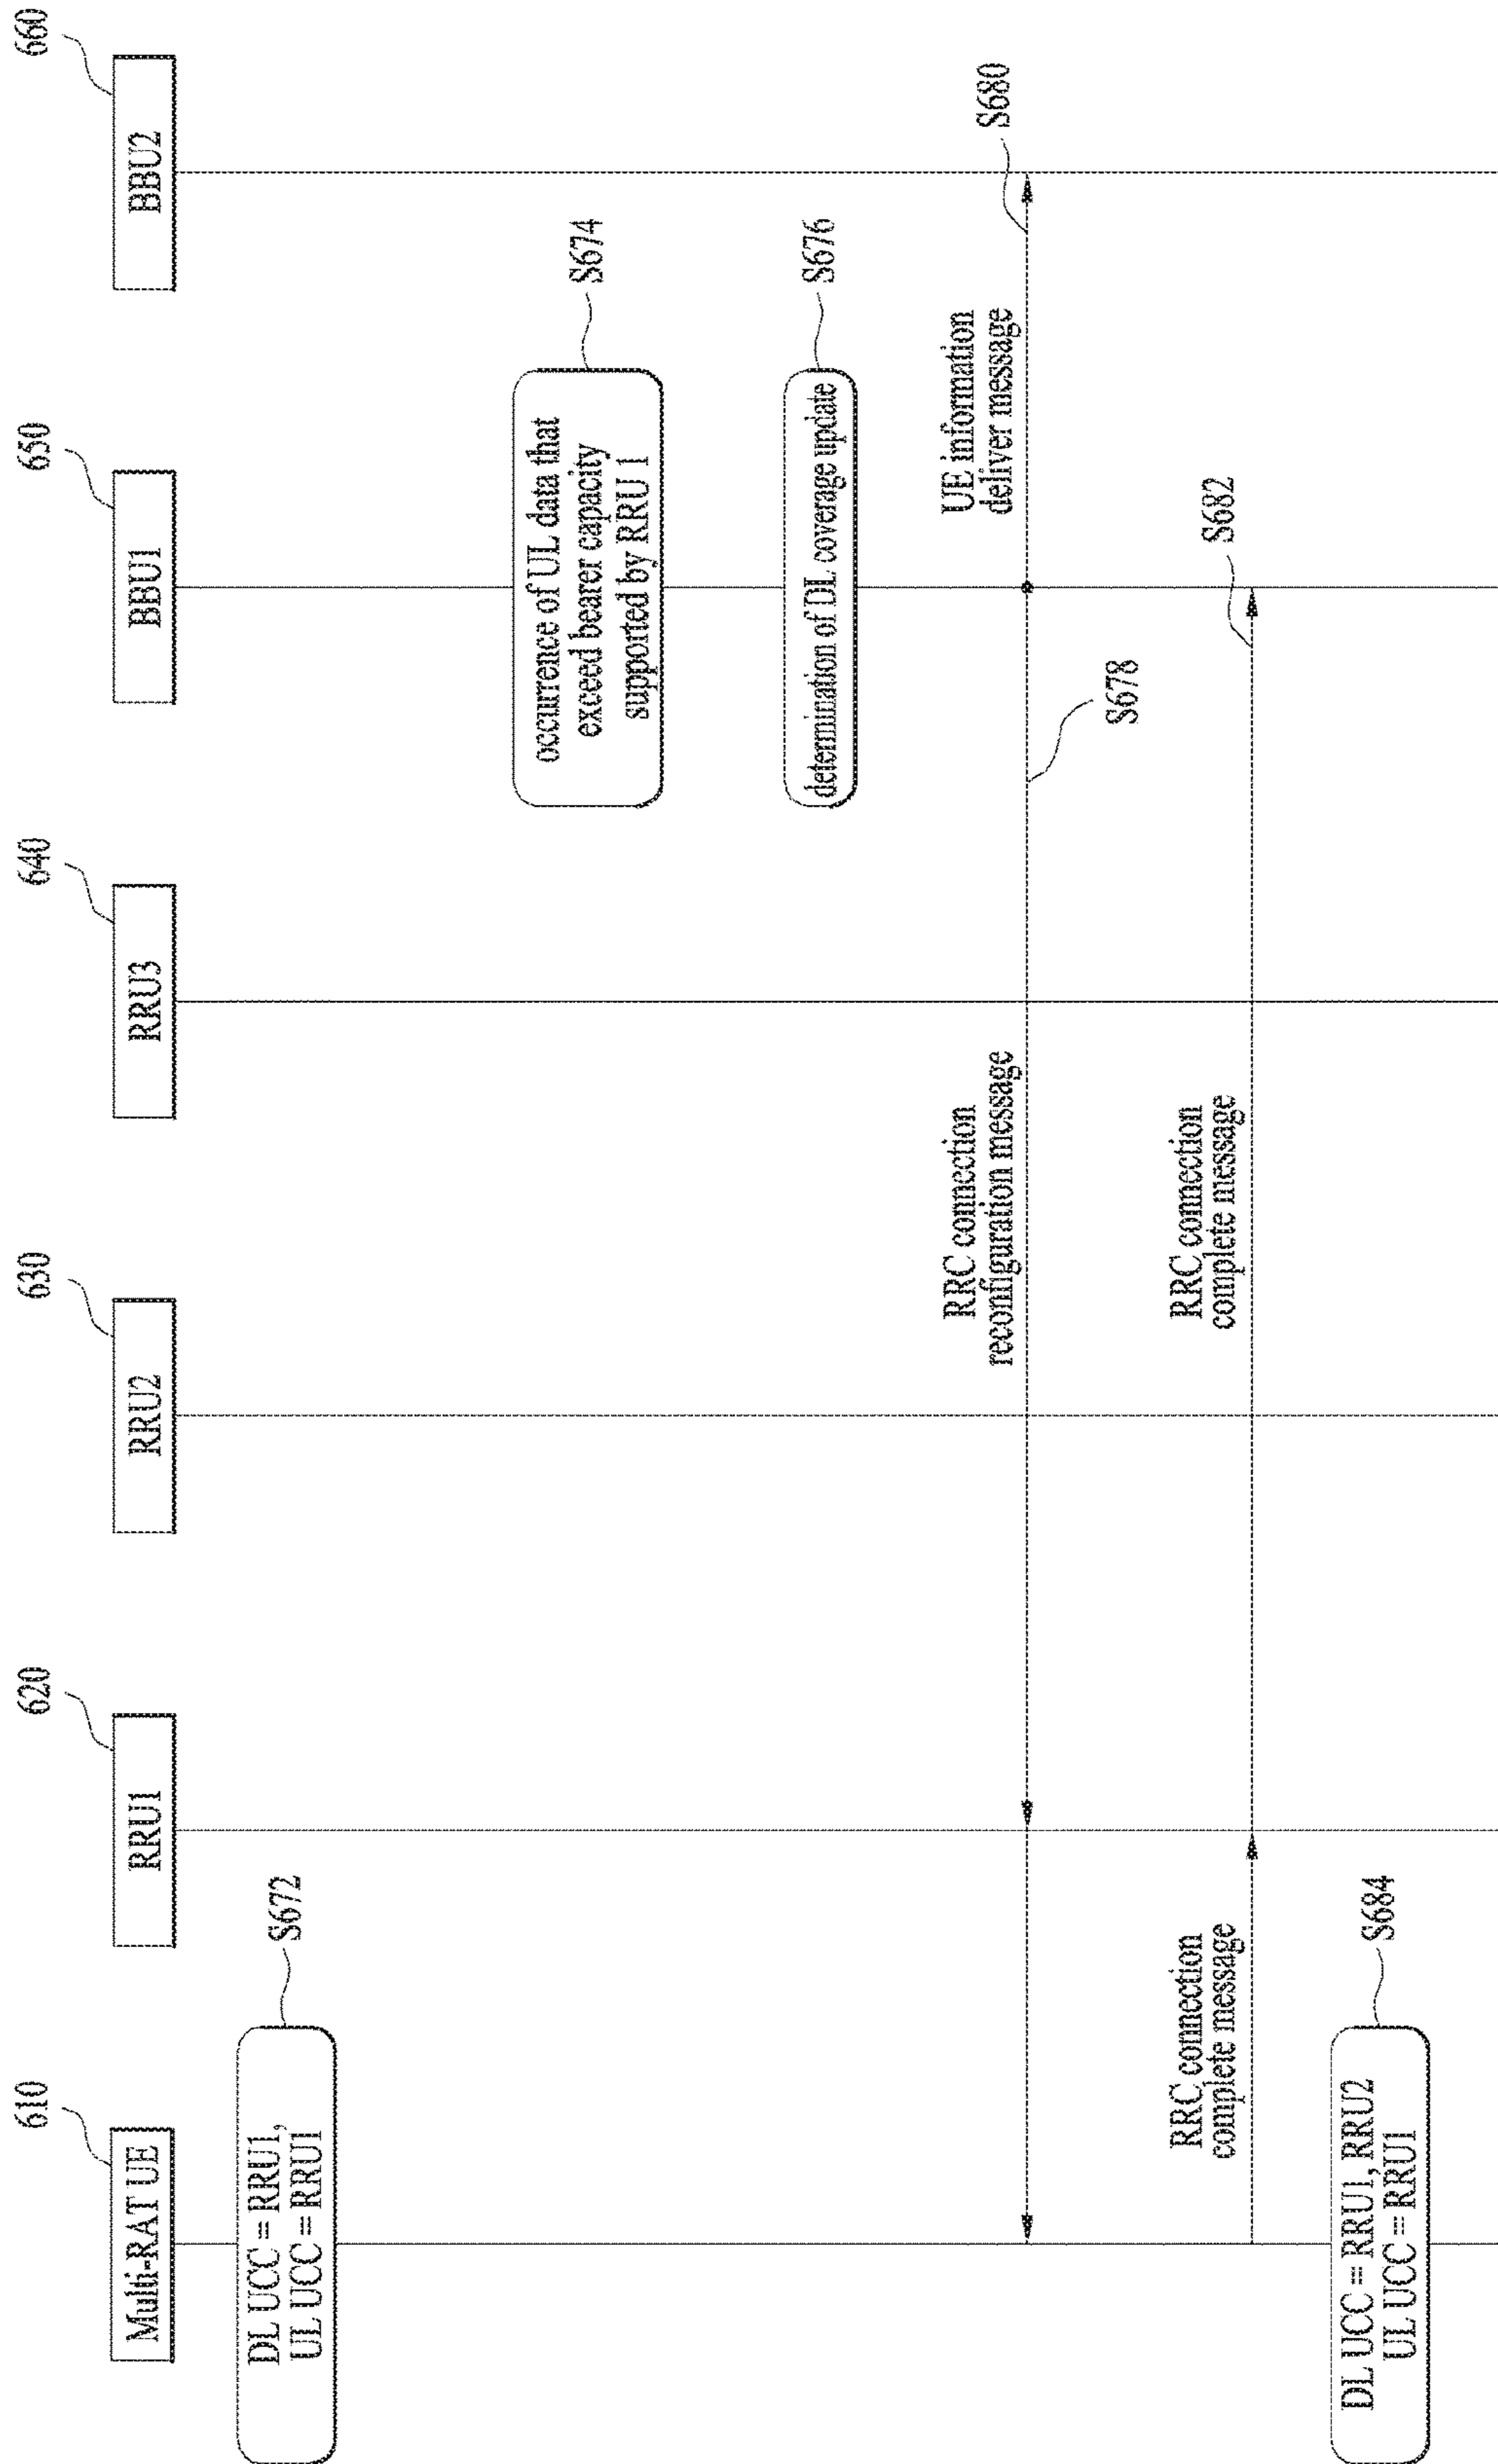 610
620
630
640
650
660
Multi-RAT UE
RRU1
RRU2
RRU3
BBU1
BBU2
DL UCC = RRU1,
UL UCC = RRU1
S672
occurrence of UL data that
exceed bearer capacity
supported by RRU 1
S674
determination of DL coverage update
S676
RRC connection
reconfiguration message
S678
UE information
deliver message
S680
RRC connection
complete message
RRC connection
complete message
S682
DL UCC = RRU1, RRU2
UL UCC = RRU1
S684